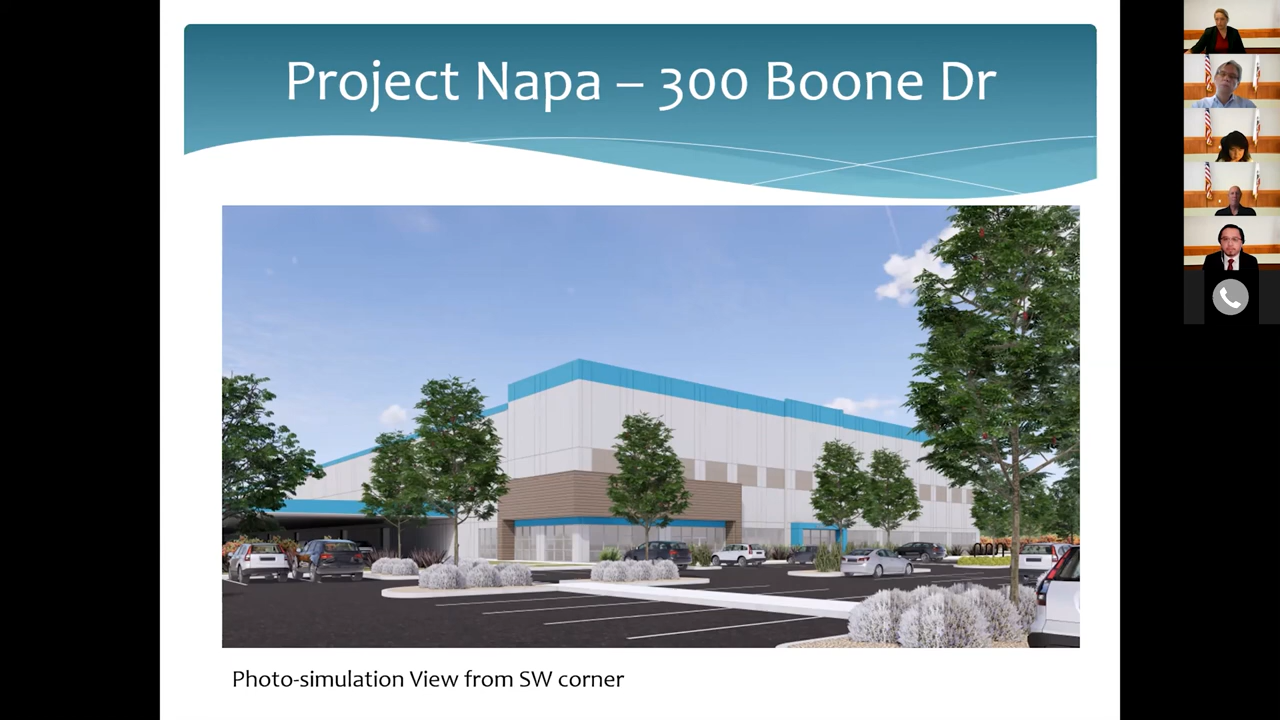 Project Napa – 300 Boone Dr
Photo-simulation View from SW corner